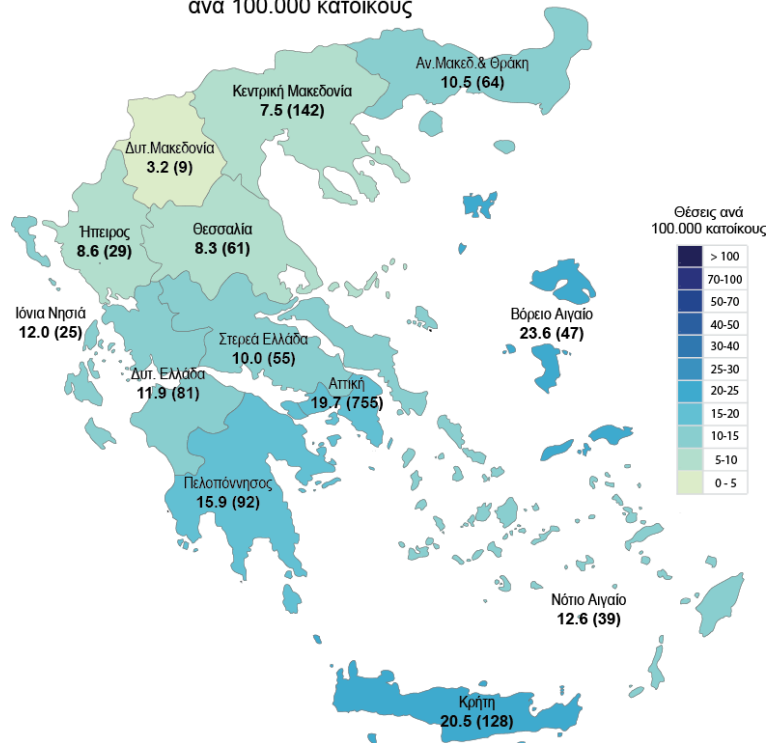 ανά 100.000 κατοίκους
Αν.Μακεδ.& Θράκη
10.5 (64)
Κεντρική Μακεδονία
7.5 (142)
Δυτ.Μακεδονία
3.2 (9)
Ήπειρος
8.6 (29)
Θεσσαλία
8.3 (61)
Θέσεις ανά
100.000 κατοίκους
> 100
70-100
50-70
40-50
30-40
25-30
20-25
15-20
10-15
5-10
0 - 5
Ιόνια Νησιά
12.0 (25)
Στερεά Ελλάδα
10.0 (55)
Βόρειο Αιγαίο
23.6 (47)
Δυτ. Ελλάδα
11.9 (81)
Αττική
19.7 (755)
Πελοπόννησος
15.9 (92)
Νότιο Αιγαίο
12.6 (39)
Κρήτη
20.5 (128)